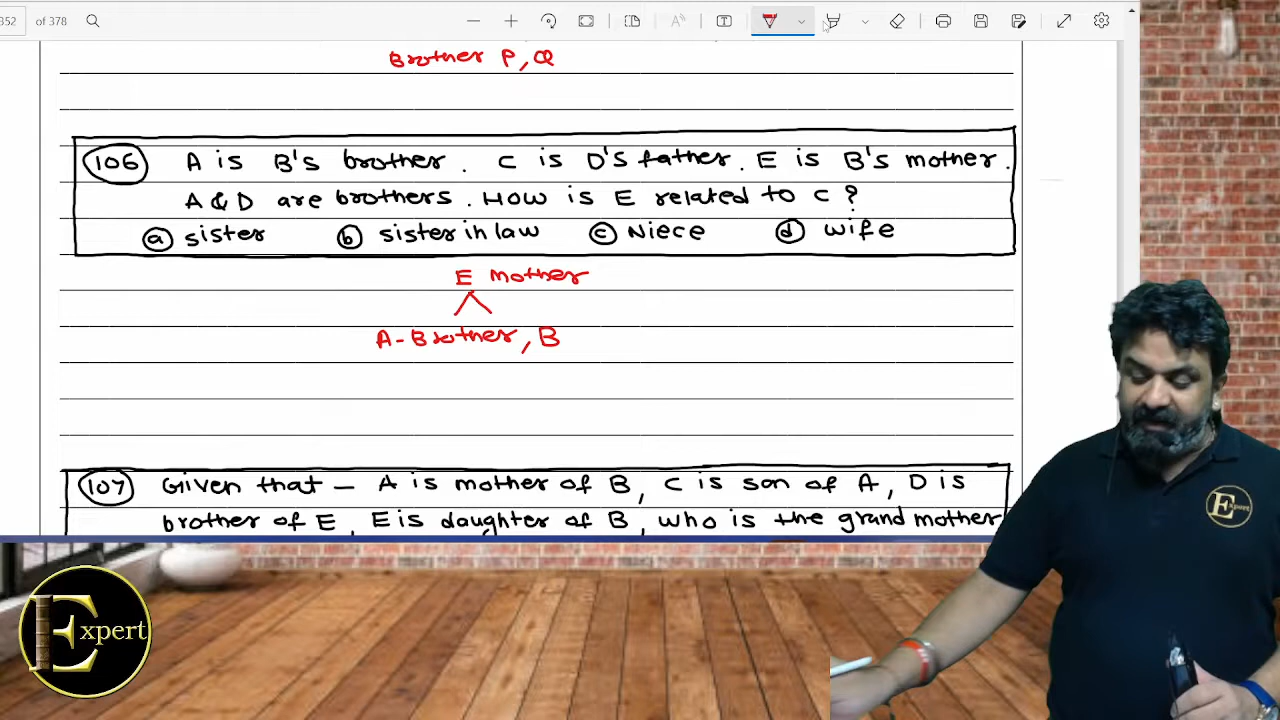 352 of 378
Brother P, Q
106 A is B's brother. C is D's father. E is B's mother.
A & D are brothers. How is E related to C?
a sister b sister in law c Niece d wife
E mother
A-Brother, B
107 Given that – A is mother of B, C is son of A, D is
brother of E, E is daughter of B, who is the grand mother
Expert
Expert